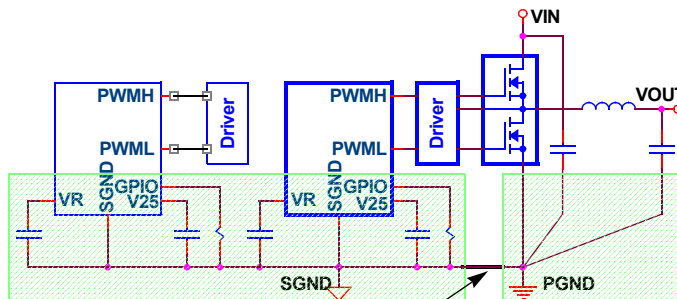 VIN
PWMH
PWML
SGND
GPIO
V25
VR
Driver
PWMH
PWML
SGND
GPIO
V25
VR
Driver
VOUT
SGND
PGND